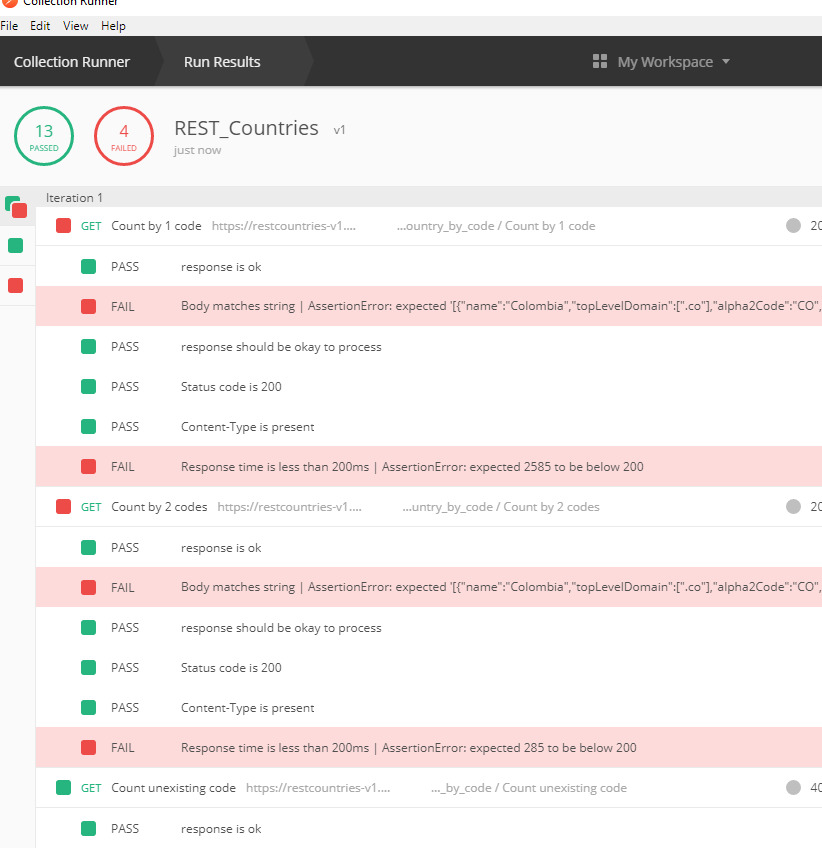 Collection Runner
File Edit View Help
Collection Runner Run Results My Workspace
13 PASSED
4 FAILED
REST_Countries v1
just now
Iteration 1
GET Count by 1 code https://restcountries-v1.... ...ountry_by_code / Count by 1 code 20
PASS response is ok
FAIL Body matches string | AssertionError: expected '[{"name":"Colombia","topLevelDomain":[".co"],"alpha2Code":"CO",
PASS response should be okay to process
PASS Status code is 200
PASS Content-Type is present
FAIL Response time is less than 200ms | AssertionError: expected 2585 to be below 200
GET Count by 2 codes https://restcountries-v1.... ...untry_by_code / Count by 2 codes 20
PASS response is ok
FAIL Body matches string | AssertionError: expected '[{"name":"Colombia","topLevelDomain":[".co"],"alpha2Code":"CO",
PASS response should be okay to process
PASS Status code is 200
PASS Content-Type is present
FAIL Response time is less than 200ms | AssertionError: expected 285 to be below 200
GET Count unexisting code https://restcountries-v1.... ..._by_code / Count unexisting code 40
PASS response is ok